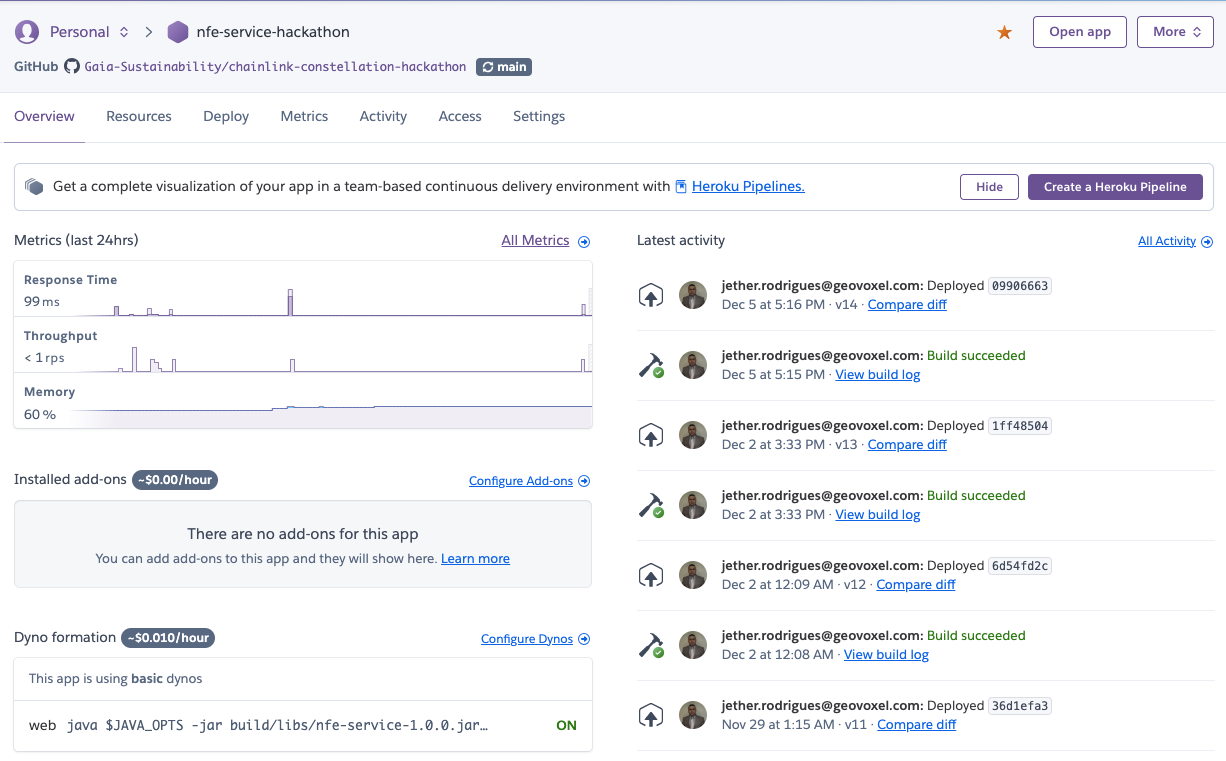 Personal
nfe-service-hackathon
Open app
More
GitHub Gaia-Sustainability/chainlink-constellation-hackathon main
Overview Resources Deploy Metrics Activity Access Settings
Get a complete visualization of your app in a team-based continuous delivery environment with Heroku Pipelines.
Hide
Create a Heroku Pipeline
Metrics (last 24hrs)
All Metrics
Response Time
99 ms
Throughput
< 1 rps
Memory
60 %
Installed add-ons ~$0.00/hour
Configure Add-ons
There are no add-ons for this app
You can add add-ons to this app and they will show here. Learn more
Dyno formation ~$0.010/hour
Configure Dynos
This app is using basic dynos
web java $JAVA_OPTS -jar build/libs/nfe-service-1.0.0.jar… ON
Latest activity
All Activity
jether.rodrigues@geovoxel.com: Deployed 09906663
Dec 5 at 5:16 PM · v14 · Compare diff
jether.rodrigues@geovoxel.com: Build succeeded
Dec 5 at 5:15 PM · View build log
jether.rodrigues@geovoxel.com: Deployed 1ff48504
Dec 2 at 3:33 PM · v13 · Compare diff
jether.rodrigues@geovoxel.com: Build succeeded
Dec 2 at 3:33 PM · View build log
jether.rodrigues@geovoxel.com: Deployed 6d54fd2c
Dec 2 at 12:09 AM · v12 · Compare diff
jether.rodrigues@geovoxel.com: Build succeeded
Dec 2 at 12:08 AM · View build log
jether.rodrigues@geovoxel.com: Deployed 36d1efa3
Nov 29 at 1:15 AM · v11 · Compare diff